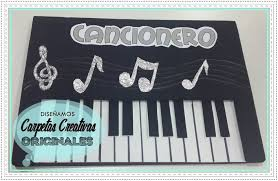 CANCIONERO
DISEÑAMOS
Carpetas Creativas
ORIGINALES